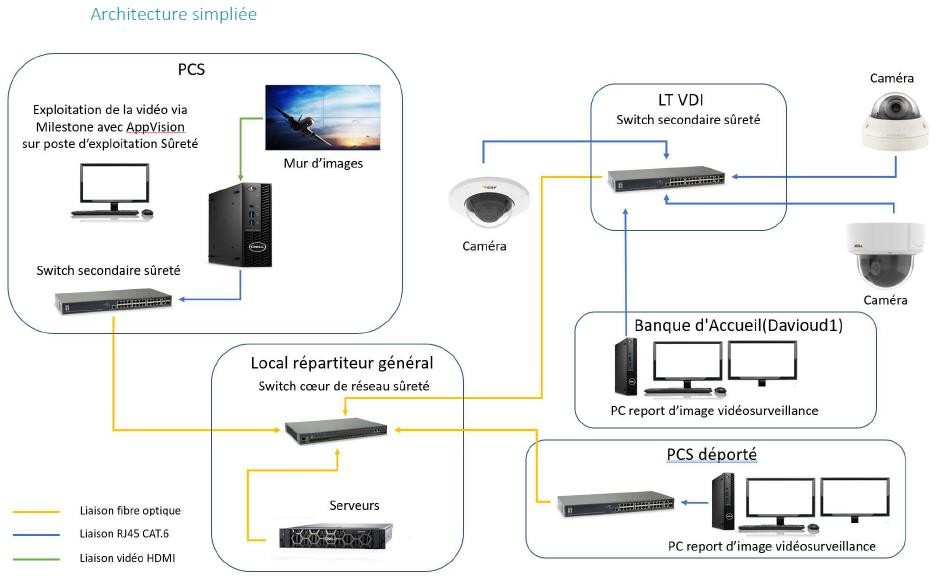 Architecture simpliée
PCS
Exploitation de la vidéo via
Milestone avec AppVision
sur poste d'exploitation Sûreté
Mur d'images
Switch secondaire sûreté
LT VDI
Switch secondaire sûreté
Caméra
Caméra
Caméra
Banque d'Accueil(Davioud1)
PC report d'image vidésurveillance
Local répartiteur général
Switch cœur de réseau sûreté
Serveurs
PCS déporté
PC report d'image vidésurveillance
Liaison fibre optique
Liaison RJ45 CAT.6
Liaison vidéo HDMI